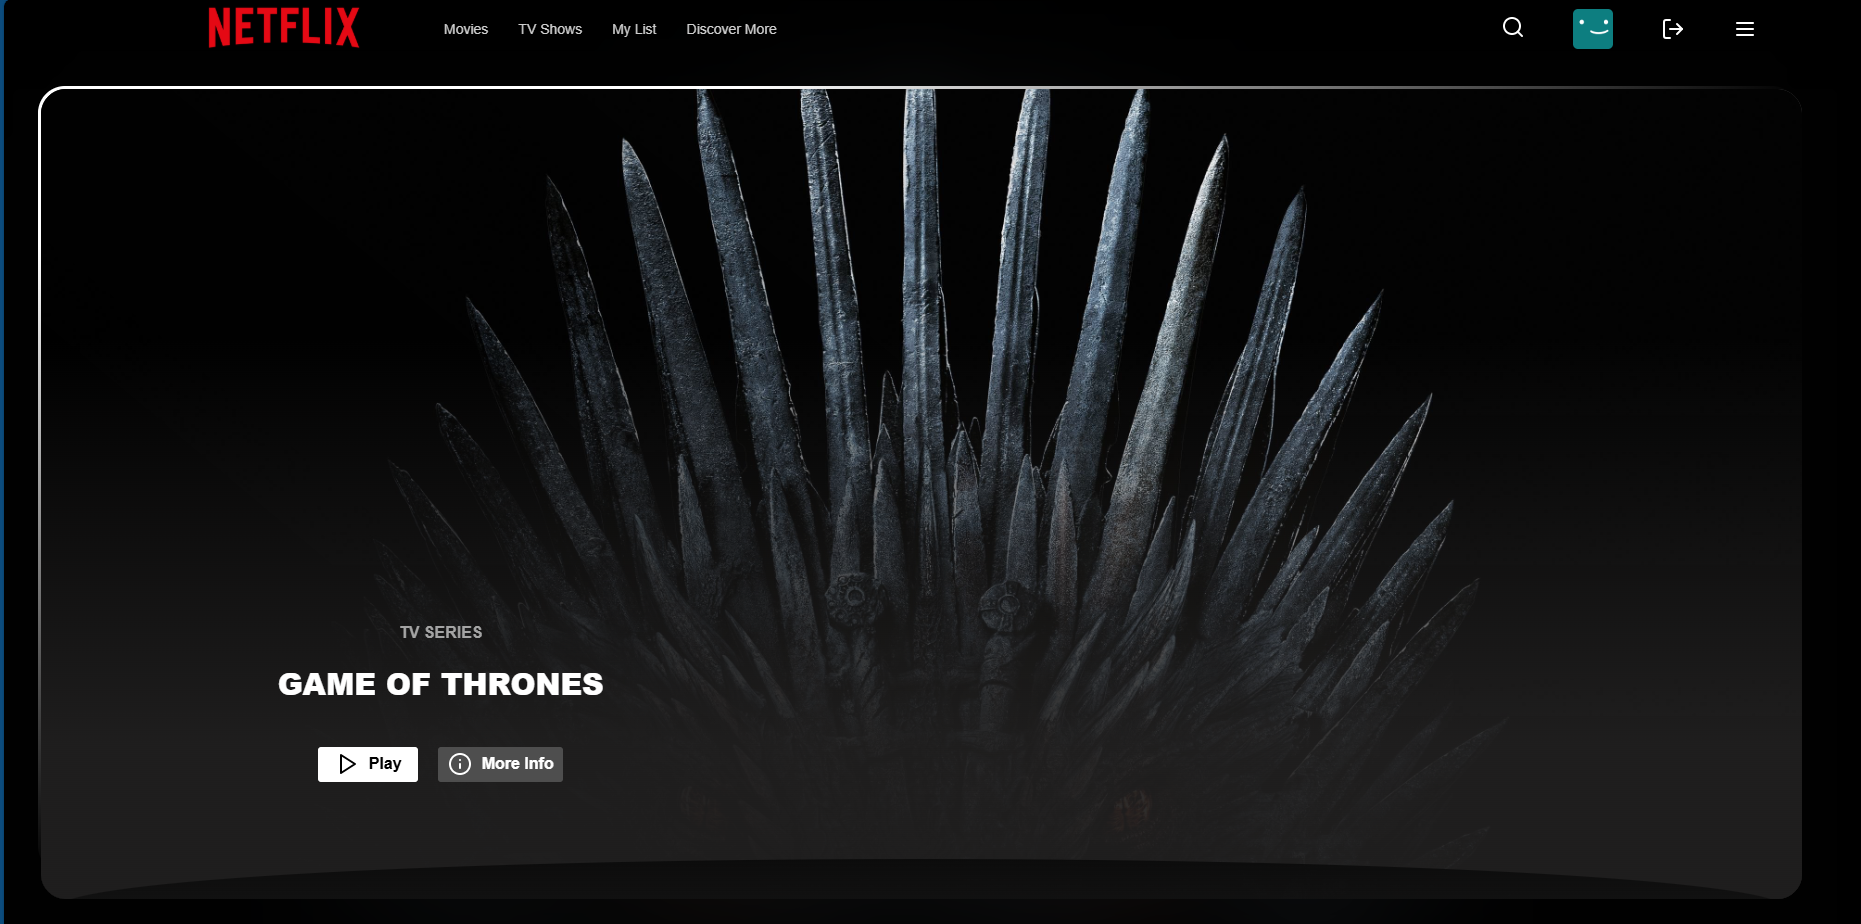 NETFLIX
Movies
TV Shows
My List
Discover More
TV SERIES
GAME OF THRONES
Play
More Info